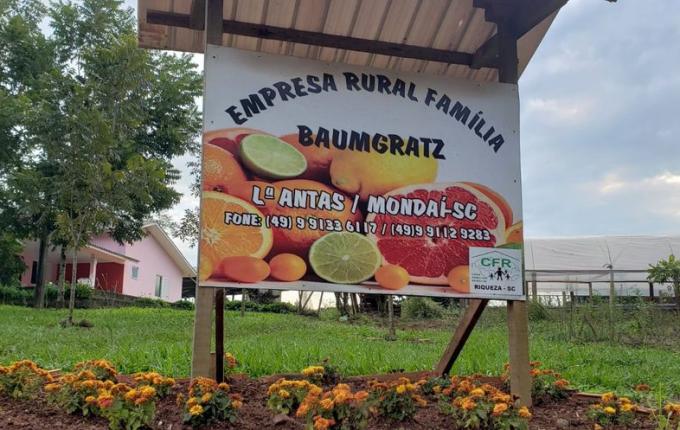 EMPRESA RURAL FAMÍLIA
BAUMGRATZ
Lª ANTAS / MONDAÍ-SC
FONE: (49) 9 9133 6117 / (49)9 9112 9283
CFR
RIQUEZA - SC